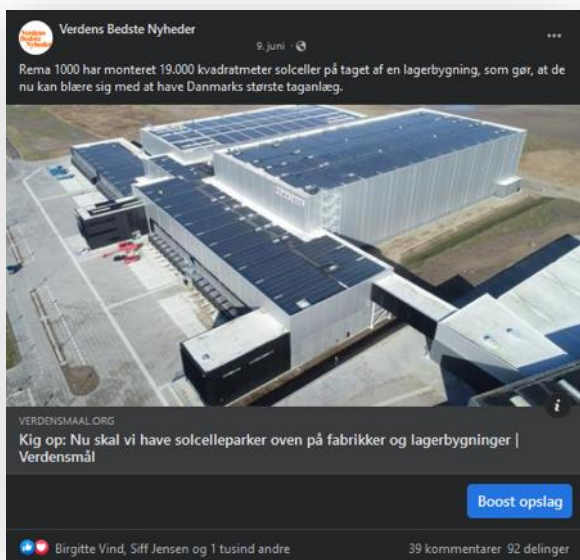 Verdens Bedste Nyheder
Verdens
Bedste
Nyheder
9. juni ·
Rema 1000 har monteret 19.000 kvadratmeter solceller på taget af en lagerbygning, som gør, at de
nu kan blære sig med at have Danmarks største taganlæg.
VERDENSMAAL.ORG
Kig op: Nu skal vi have solcelleparker oven på fabrikker og lagerbygninger |
Verdensmål
Boost opslag
Birgitte Vind, Siff Jensen og 1 tusind andre
39 kommentarer 92 delinger